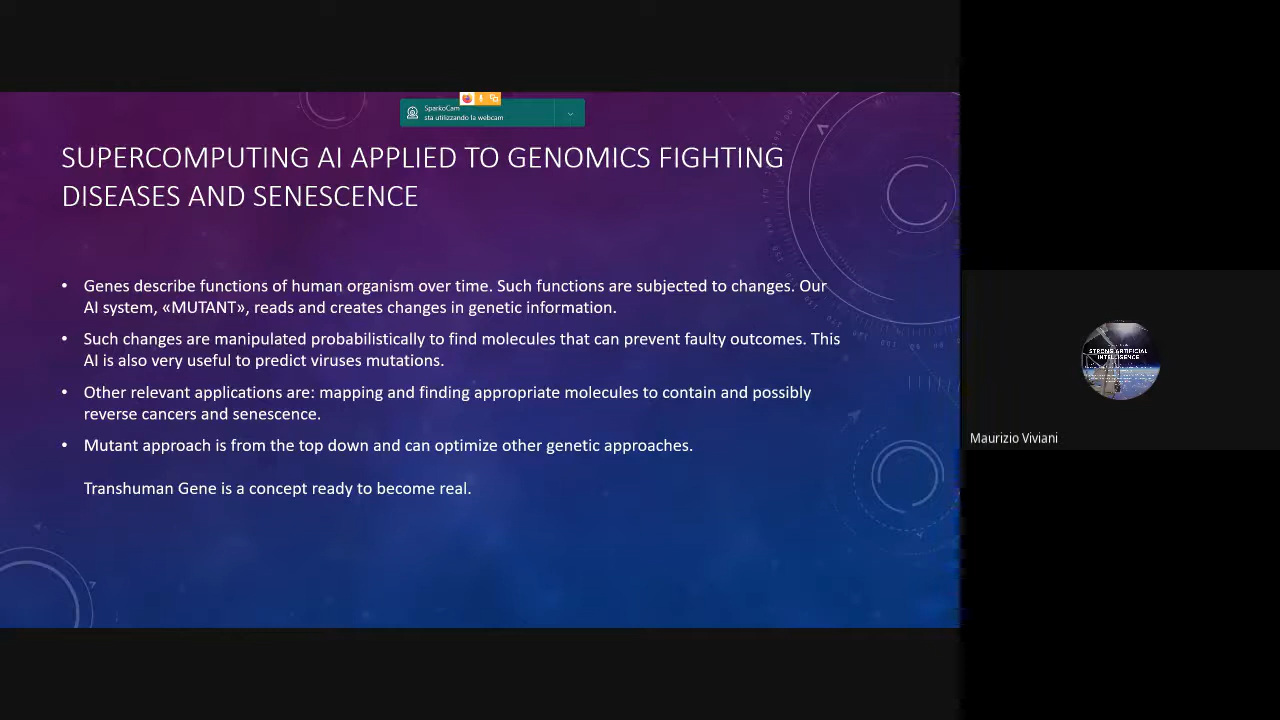 SparkoCam
sta utilizzando la webcam
SUPERCOMPUTING AI APPLIED TO GENOMICS FIGHTING
DISEASES AND SENESCENCE
• Genes describe functions of human organism over time. Such functions are subjected to changes. Our
AI system, «MUTANT», reads and creates changes in genetic information.
• Such changes are manipulated probabilistically to find molecules that can prevent faulty outcomes. This
AI is also very useful to predict viruses mutations.
• Other relevant applications are: mapping and finding appropriate molecules to contain and possibly
reverse cancers and senescence.
• Mutant approach is from the top down and can optimize other genetic approaches.
Transhuman Gene is a concept ready to become real.
STRONG ARTIFICIAL
INTELLIGENCE
Maurizio Viviani